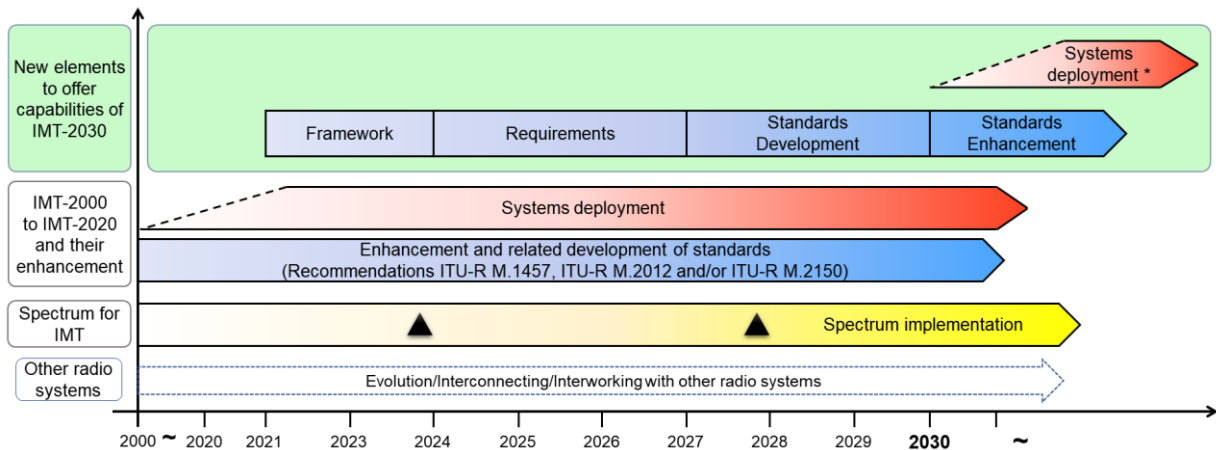 New elements
to offer
capabilities of
IMT-2030
Systems
deployment *
Framework
Requirements
Standards
Development
Standards
Enhancement
IMT-2000
to IMT-2020
and their
enhancement
Systems deployment
Enhancement and related development of standards
(Recommendations ITU-R M.1457, ITU-R M.2012 and/or ITU-R M.2150)
Spectrum for
IMT
Spectrum implementation
Other radio
systems
Evolution/Interconnecting/Interworking with other radio systems
2000 ~ 2020 2021 2023 2024 2025 2026 2027 2028 2029 2030 ~